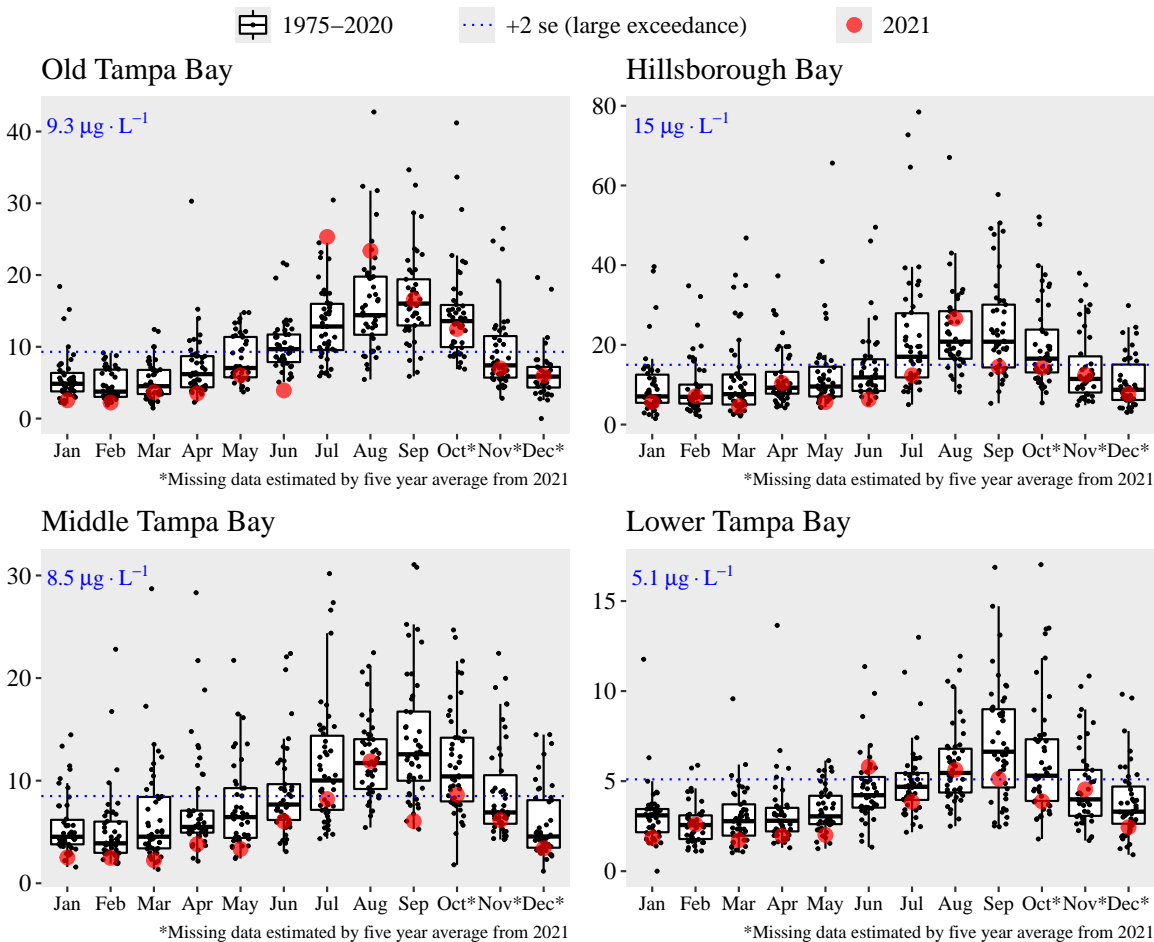 1975−2020 +2 se (large exceedance) 2021
Old Tampa Bay
9.3 μg ⋅ L⁻¹
40
30
20
10
0
Jan Feb Mar Apr May Jun Jul Aug Sep Oct* Nov* Dec*
*Missing data estimated by five year average from 2021
Hillsborough Bay
15 μg ⋅ L⁻¹
80
60
40
20
0
Jan Feb Mar Apr May Jun Jul Aug Sep Oct* Nov* Dec*
*Missing data estimated by five year average from 2021
Middle Tampa Bay
8.5 μg ⋅ L⁻¹
30
20
10
0
Jan Feb Mar Apr May Jun Jul Aug Sep Oct* Nov* Dec*
*Missing data estimated by five year average from 2021
Lower Tampa Bay
5.1 μg ⋅ L⁻¹
15
10
5
0
Jan Feb Mar Apr May Jun Jul Aug Sep Oct* Nov* Dec*
*Missing data estimated by five year average from 2021